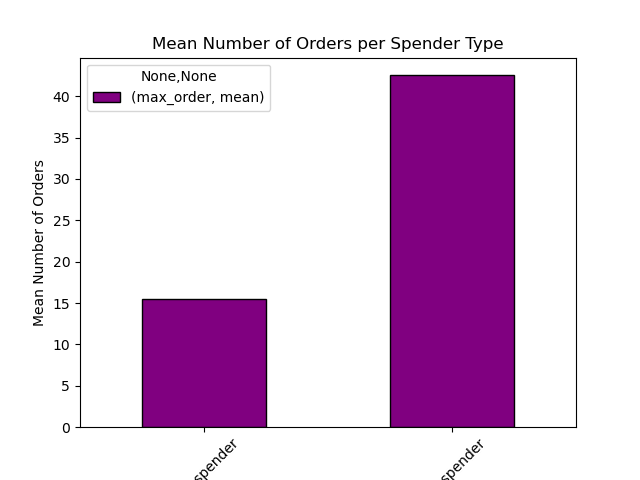 Mean Number of Orders per Spender Type
None,None
(max_order, mean)
Mean Number of Orders
40
35
30
25
20
15
10
5
0
spender
spender